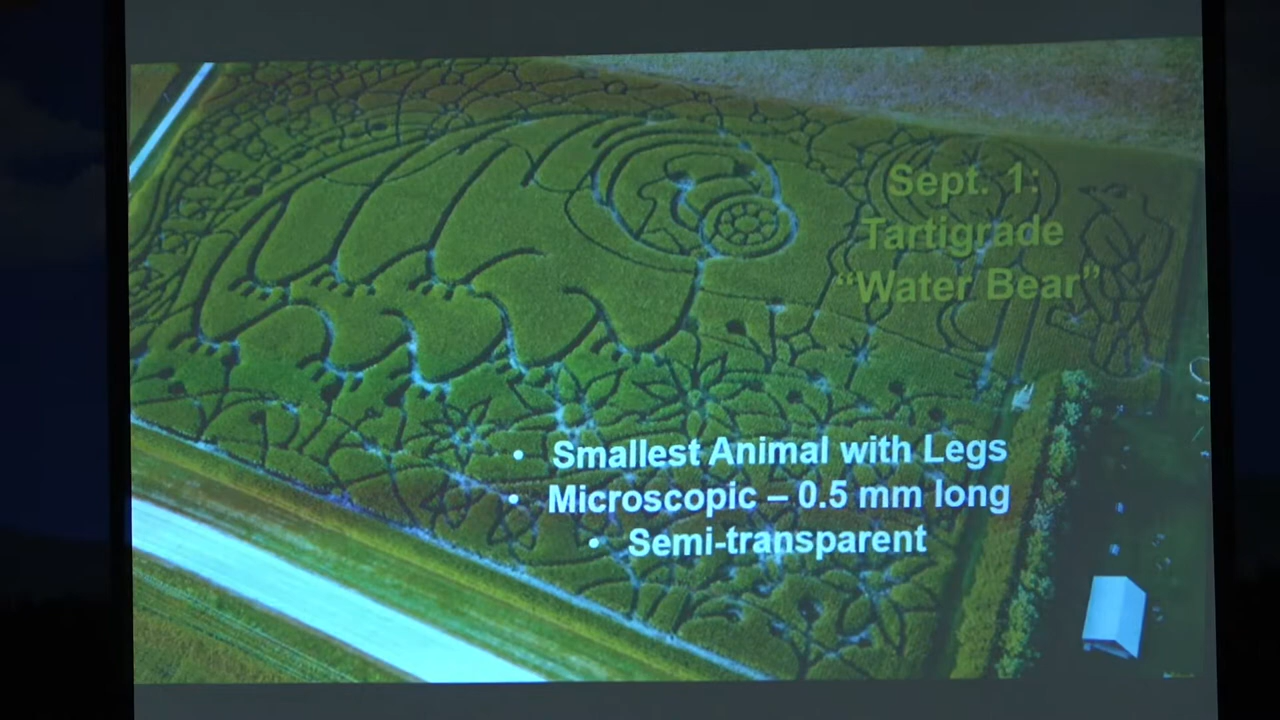 Sept. 1:
Tartigrade
“Water Bear”
• Smallest Animal with Legs
• Microscopic – 0.5 mm long
• Semi-transparent